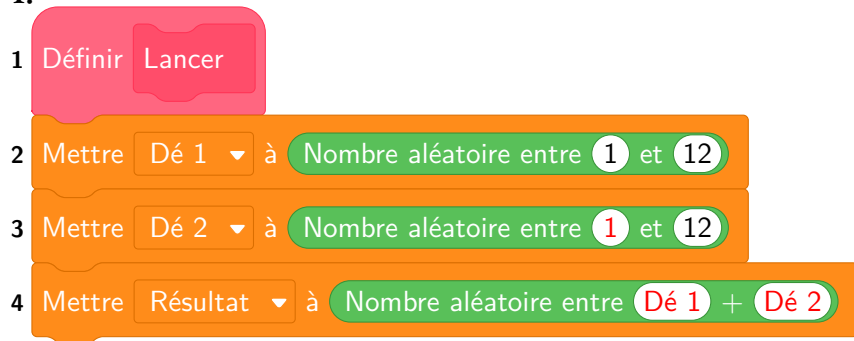 1 Définir Lancer
2 Mettre Dé 1 à Nombre aléatoire entre 1 et 12
3 Mettre Dé 2 à Nombre aléatoire entre 1 et 12
4 Mettre Résultat à Nombre aléatoire entre Dé 1 + Dé 2